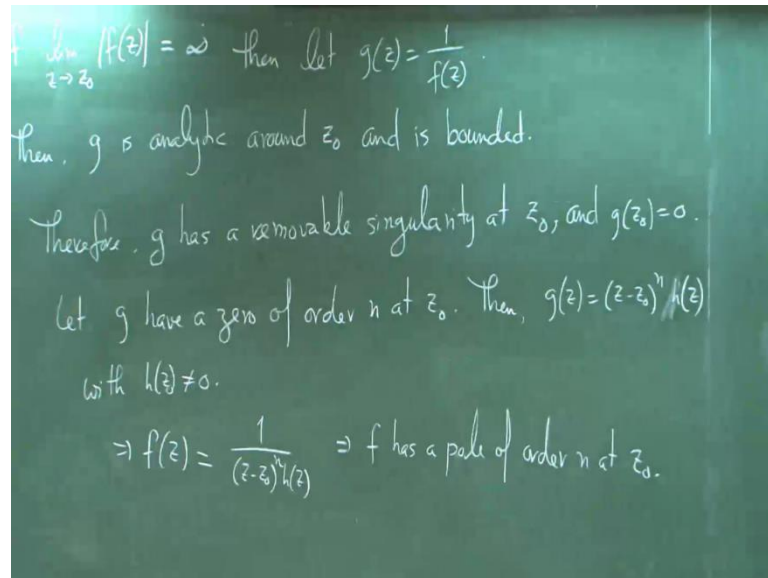 f lim z→z₀ |f(z)| = ∞ then let g(z) = 1/f(z).
Then, g is analytic around z₀ and is bounded.
Therefore, g has a removable singularity at z₀, and g(z₀)=0.
Let g have a zero of order n at z₀. Then, g(z)=(z-z₀)ⁿ h(z)
with h(z₀)≠0.
⇒ f(z) = 1/((z-z₀)ⁿh(z)) ⇒ f has a pole of order n at z₀.